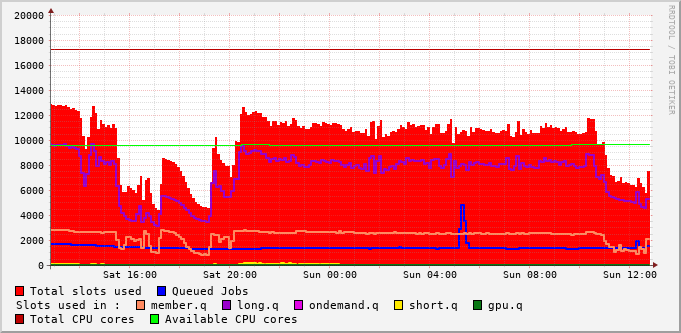 20000
18000
16000
14000
12000
10000
8000
6000
4000
2000
0
Sat 16:00 Sat 20:00 Sun 00:00 Sun 04:00 Sun 08:00 Sun 12:00
RRDTOOL / TOBI OETIKER
Total slots used Queued Jobs
Slots used in : member.q long.q ondemand.q short.q gpu.q
Total CPU cores Available CPU cores